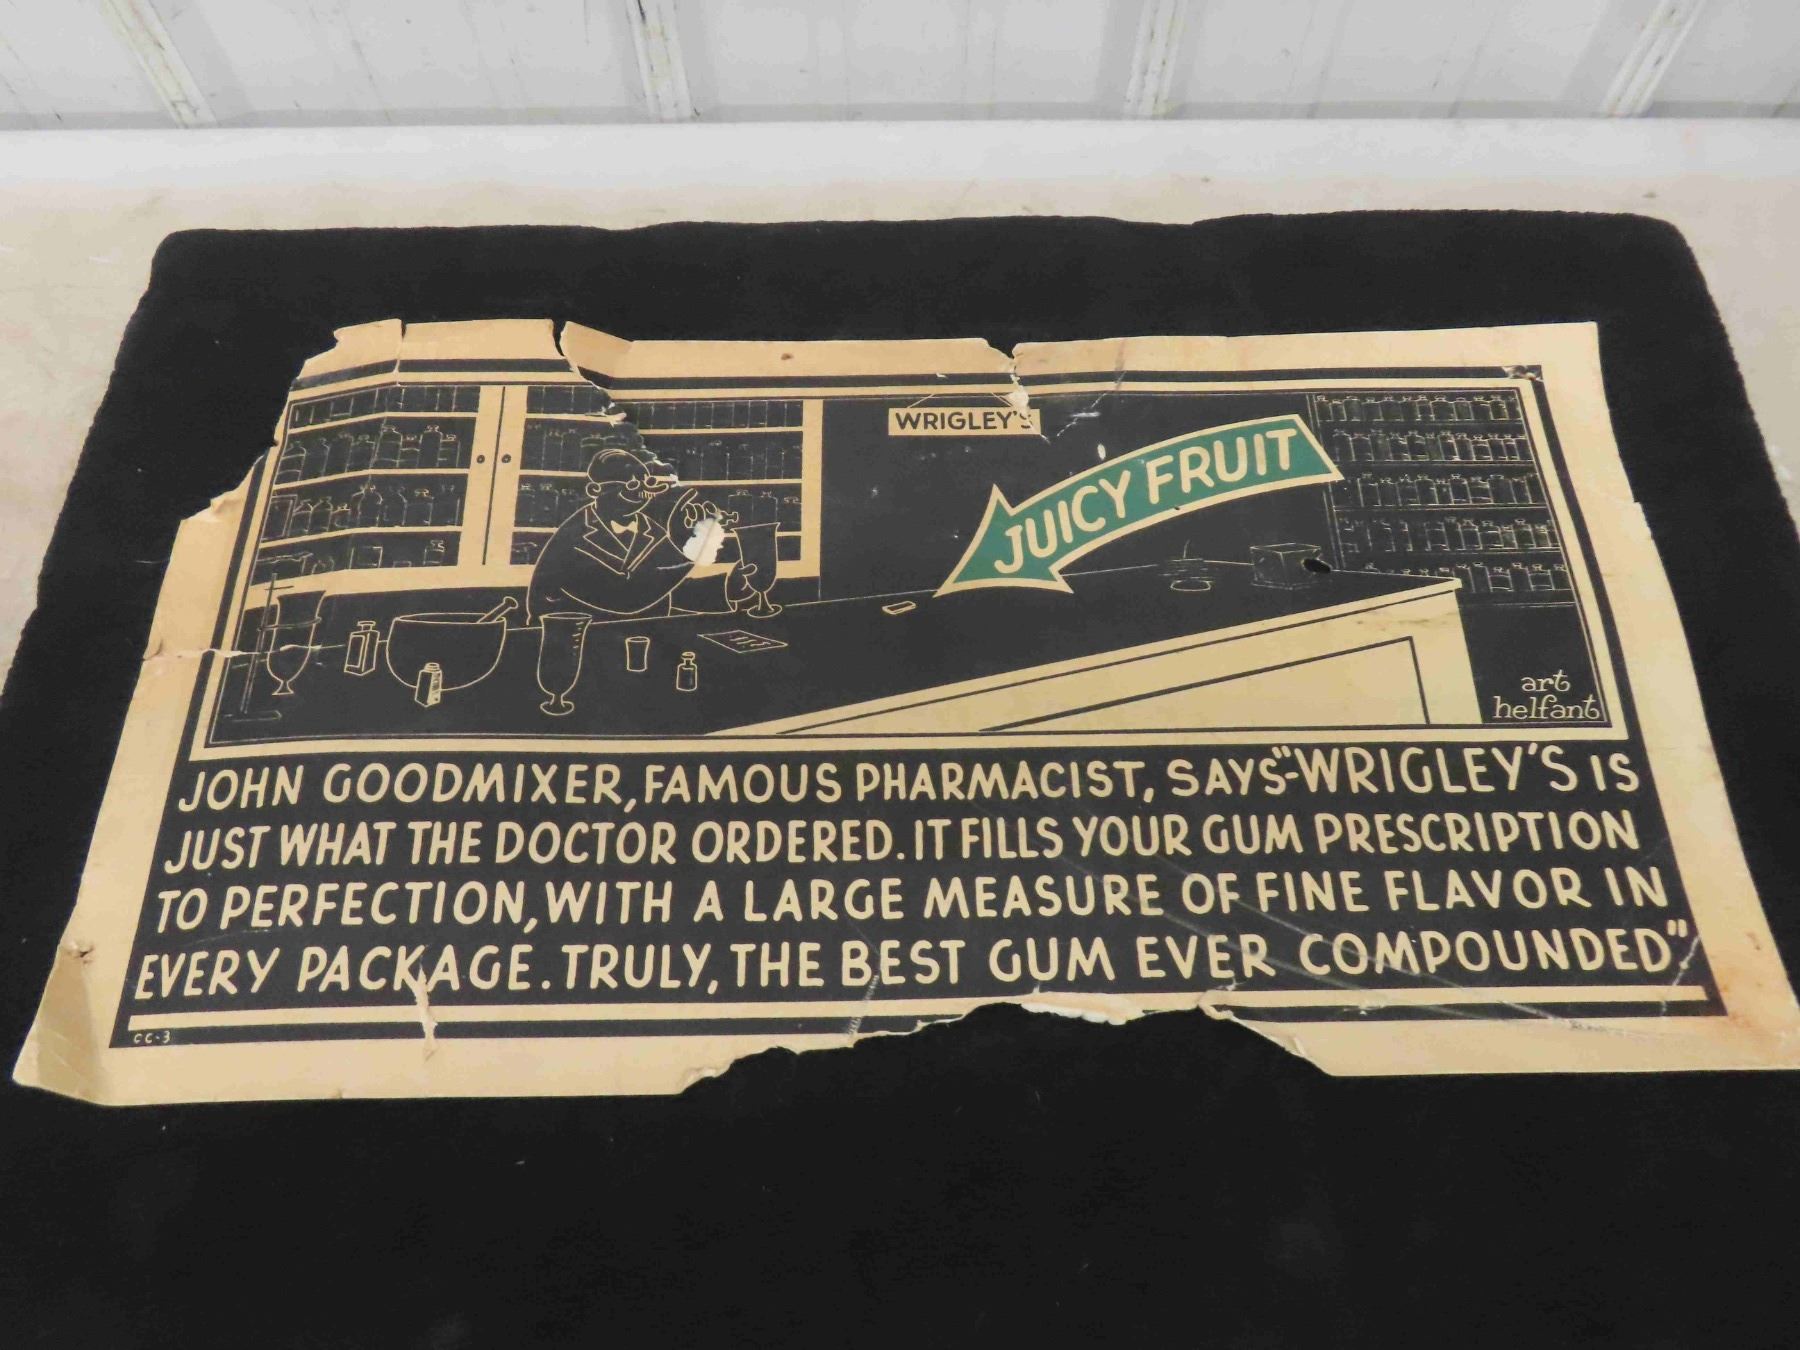 WRIGLEY'S
JUICY FRUIT
art
helfant
JOHN GOODMIXER, FAMOUS PHARMACIST, SAYS "-WRIGLEY'S IS
JUST WHAT THE DOCTOR ORDERED. IT FILLS YOUR GUM PRESCRIPTION
TO PERFECTION, WITH A LARGE MEASURE OF FINE FLAVOR IN
EVERY PACKAGE. TRULY, THE BEST GUM EVER COMPOUNDED"
CC-3